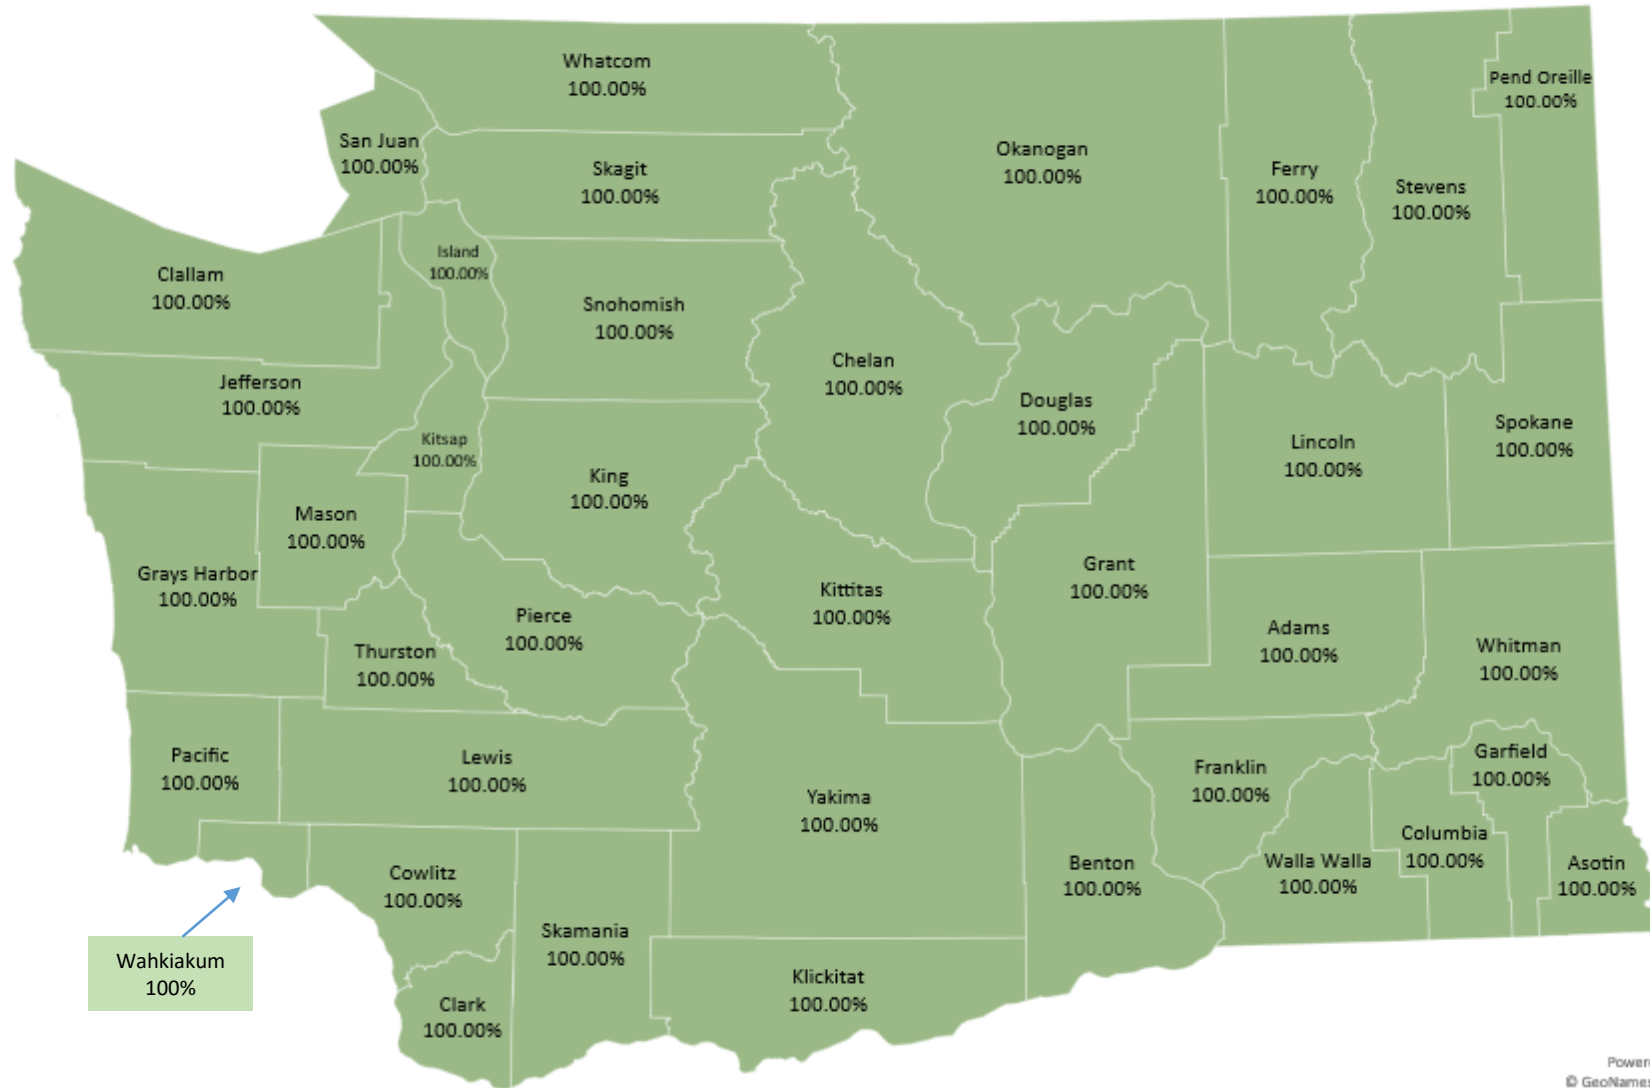 Whatcom
100.00%
Pend Oreille
100.00%
San Juan
100.00%
Skagit
100.00%
Okanogan
100.00%
Ferry
100.00%
Stevens
100.00%
Island
100.00%
Clallam
100.00%
Snohomish
100.00%
Chelan
100.00%
Jefferson
100.00%
Douglas
100.00%
Kitsap
100.00%
Lincoln
100.00%
Spokane
100.00%
King
100.00%
Mason
100.00%
Grays Harbor
100.00%
Grant
100.00%
Kittitas
100.00%
Pierce
100.00%
Adams
100.00%
Whitman
100.00%
Thurston
100.00%
Pacific
100.00%
Lewis
100.00%
Yakima
100.00%
Franklin
100.00%
Garfield
100.00%
Columbia
100.00%
Walla Walla
100.00%
Benton
100.00%
Asotin
100.00%
Cowlitz
100.00%
Skamania
100.00%
Wahkiakum
100%
Klickitat
100.00%
Clark
100.00%
Powere
© GeoNames